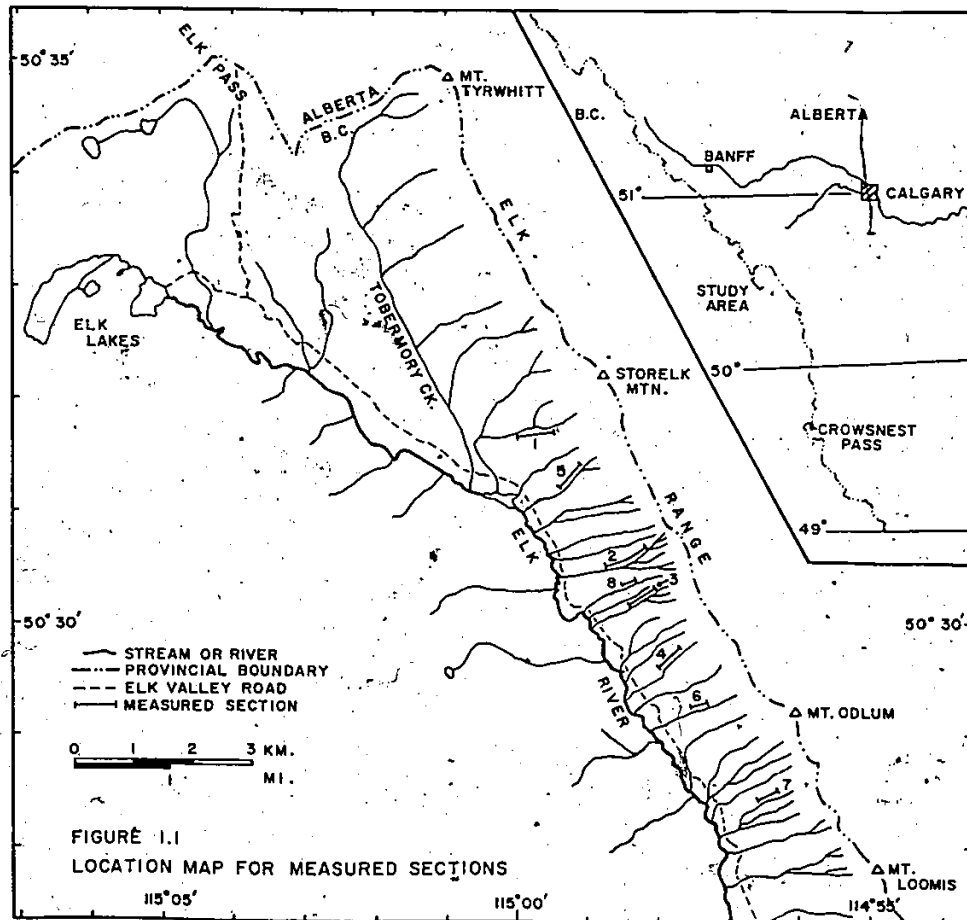 50° 35'
ELK PASS
ALBERTA
B.C.
MT.
TYRWHITT
7
B.C.
ALBERTA
BANFF
51°
CALGARY
ELK
RANGE
STUDY
AREA
ELK
LAKES
TOBERMORY CK.
STORELK
MTN.
50°
CROWSNEST
PASS
49°
5
ELK
RIVER
2
8
3
50° 30'
50° 30'
4
6
MT. ODLUM
7
MT.
LOOMIS
STREAM OR RIVER
PROVINCIAL BOUNDARY
ELK VALLEY ROAD
MEASURED SECTION
0 1 2 3 KM.
1 MI.
FIGURE 1.1
LOCATION MAP FOR MEASURED SECTIONS
115° 05'
115° 00'
114° 55'